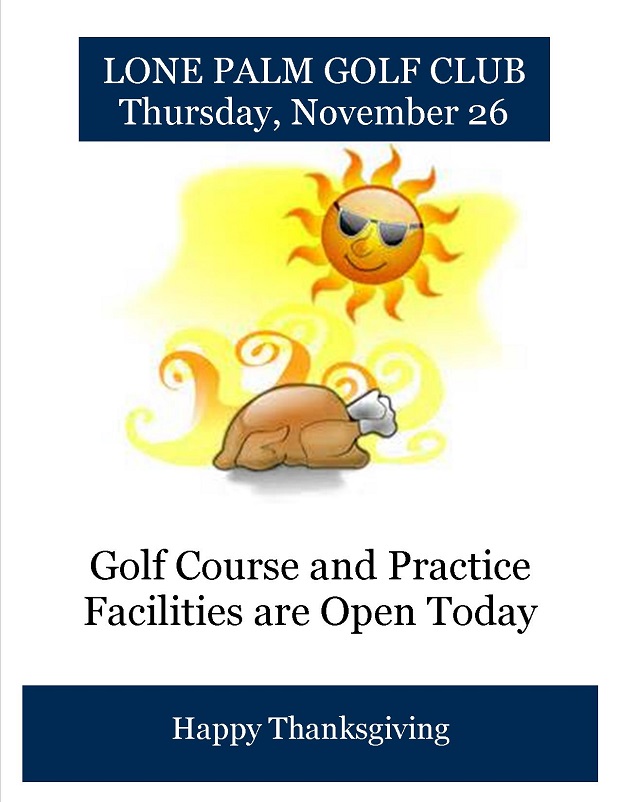 LONE PALM GOLF CLUB
Thursday, November 26
Golf Course and Practice
Facilities are Open Today
Happy Thanksgiving